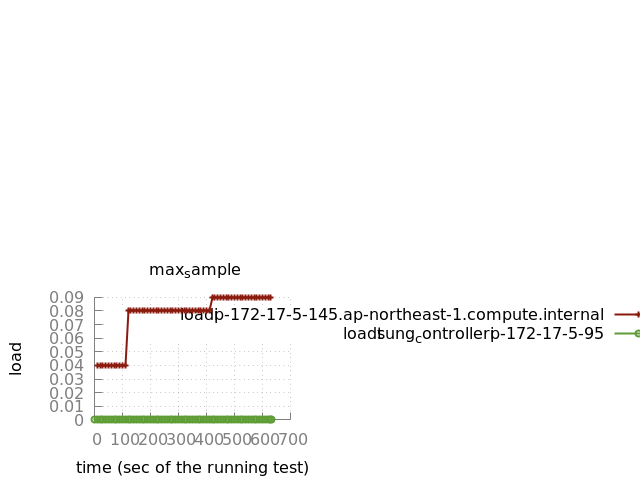 max_sample
0.09
0.08
0.07
0.06
0.05
0.04
0.03
0.02
0.01
0
load
load ip-172-17-5-145.ap-northeast-1.compute.internal
load tsung_controller ip-172-17-5-95
0 100 200 300 400 500 600 700
time (sec of the running test)